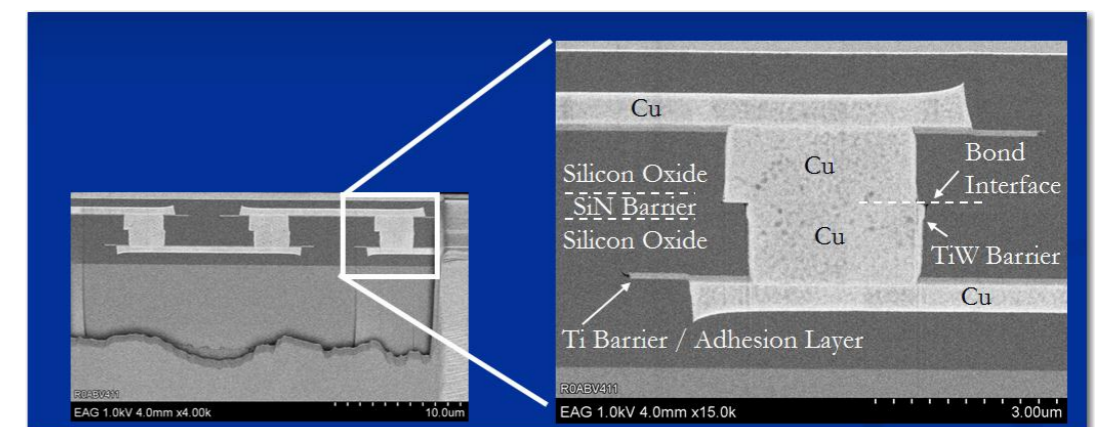 R0ABV411
EAG 1.0kV 4.0mm x4.00k
10.0um
Cu
Cu
Silicon Oxide
SiN Barrier
Silicon Oxide
Cu
Bond
Interface
TiW Barrier
Cu
Ti Barrier / Adhesion Layer
R0ABV411
EAG 1.0kV 4.0mm x15.0k
3.00um